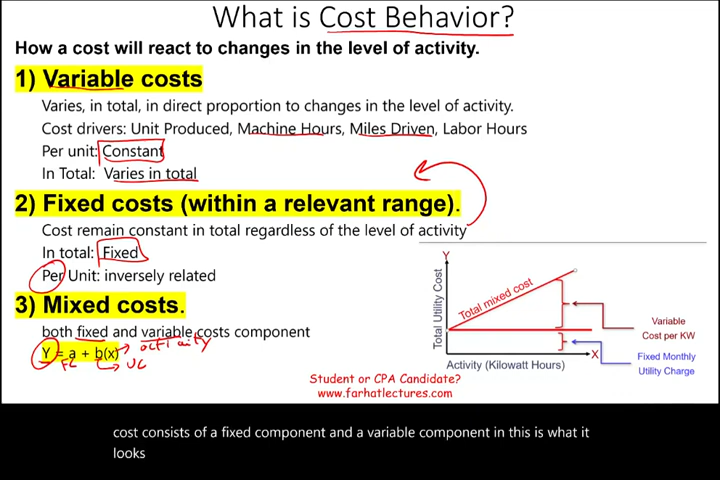 What is Cost Behavior?
How a cost will react to changes in the level of activity.
1) Variable costs
Varies, in total, in direct proportion to changes in the level of activity.
Cost drivers: Unit Produced, Machine Hours, Miles Driven, Labor Hours
Per unit: Constant
In Total: Varies in total
2) Fixed costs (within a relevant range).
Cost remain constant in total regardless of the level of activity
In total: Fixed
Per Unit: inversely related
3) Mixed costs.
both fixed and variable costs component
Y = a + b(x)
activity
FC
VC
Y
Total Utility Cost
Total mixed cost
X
Activity (Kilowatt Hours)
Variable
Cost per KW
Fixed Monthly
Utility Charge
Student or CPA Candidate?
www.farhatlectures.com
cost consists of a fixed component and a variable component in this is what it
looks